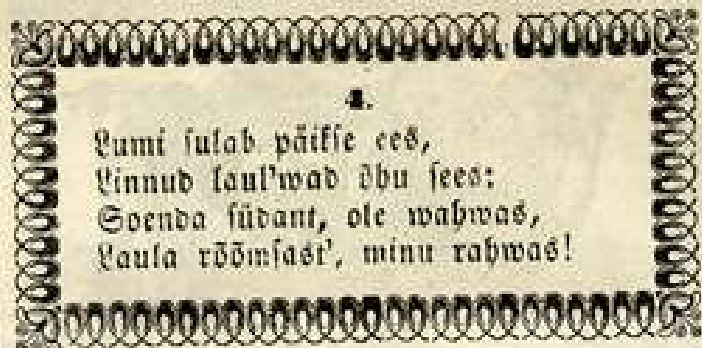 4.
Lumi sulab päikse ees,
Linnud laul'wad õhu sees:
Soenda südant, ole wahwas,
Laula rõõmsast', minu rahwas!